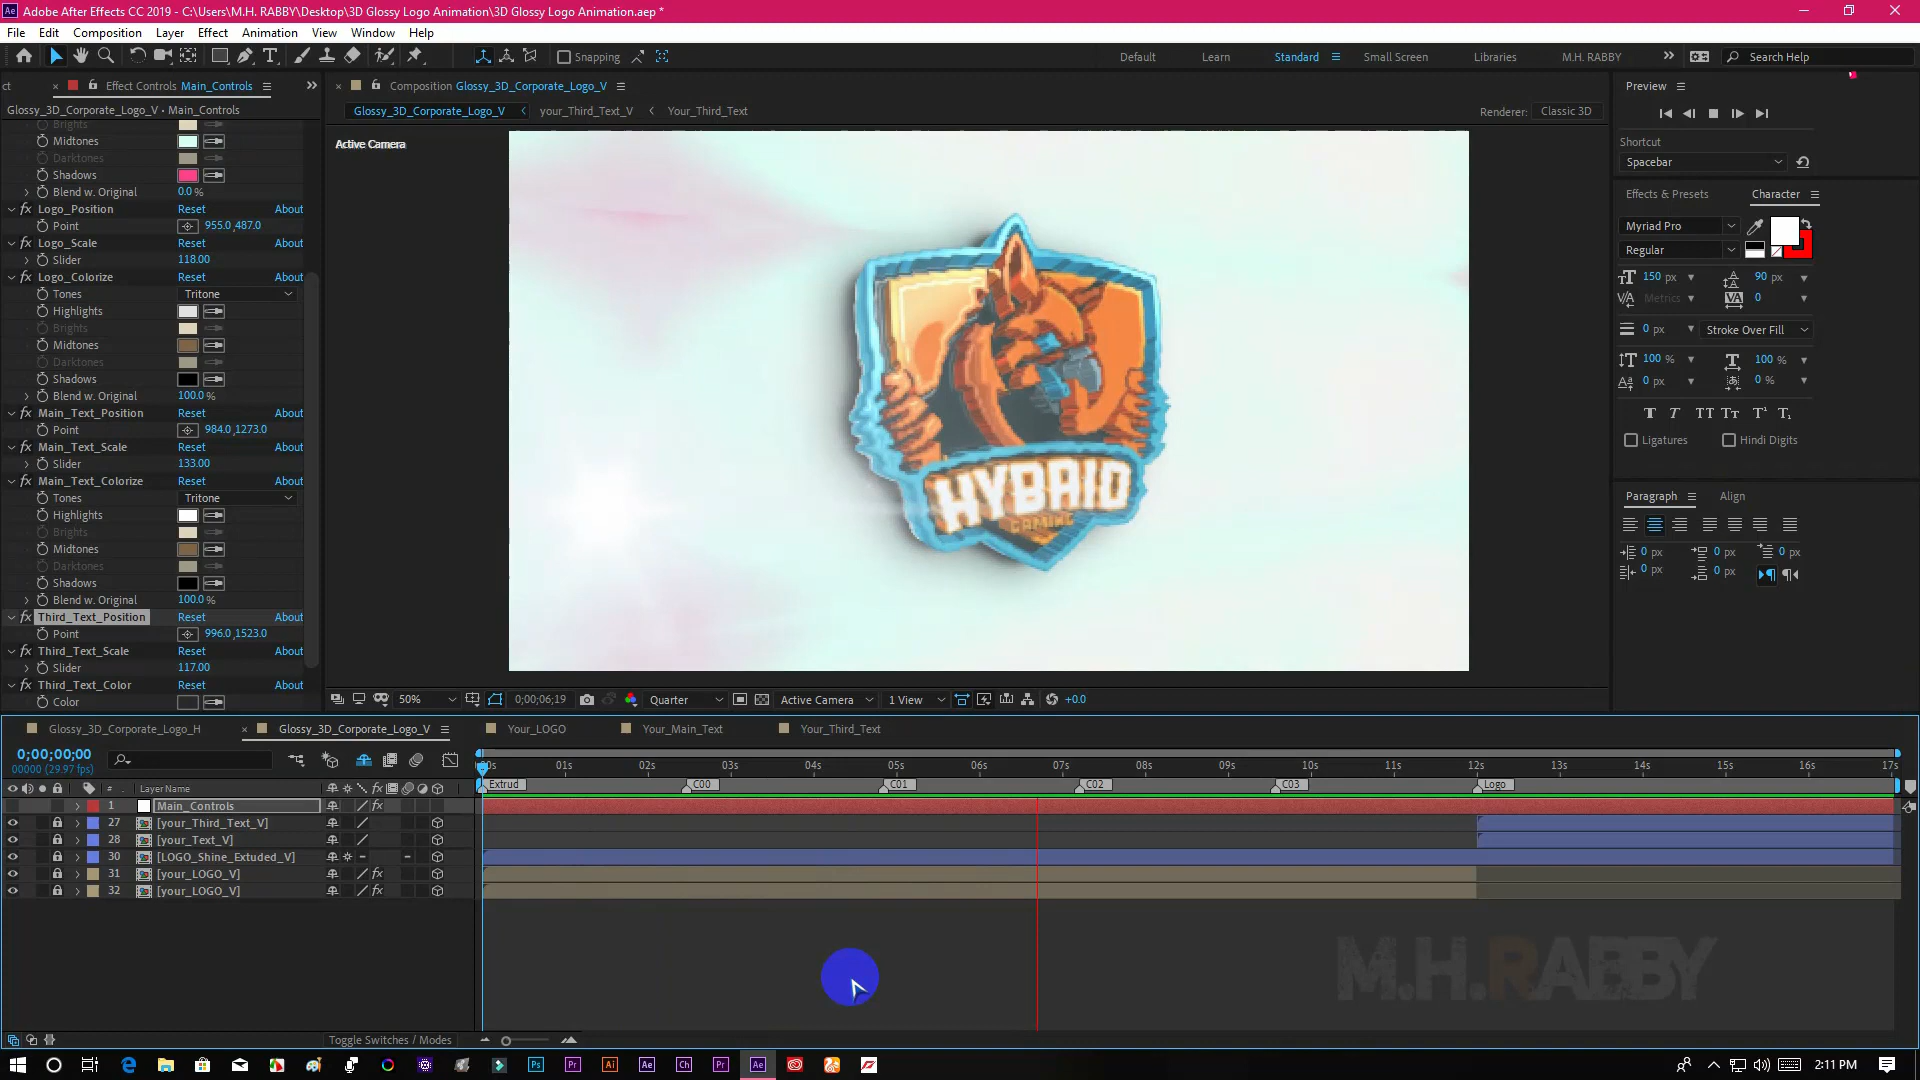 Adobe After Effects CC 2019 - C:\Users\M.H. RABBY\Desktop\3D Glossy Logo Animation\3D Glossy Logo Animation.aep *
File Edit Composition Layer Effect Animation View Window Help
Snapping Default Learn Standard Small Screen Libraries M.H. RABBY Search Help
ct Effect Controls Main_Controls Composition Glossy_3D_Corporate_Logo_V Preview
Glossy_3D_Corporate_Logo_V • Main_Controls Glossy_3D_Corporate_Logo_V your_Third_Text_V Your_Third_Text Renderer: Classic 3D
Active Camera
Brights
Midtones
Darktones
Shadows
Blend w. Original 0.0 %
Logo_Position Reset About
Point 955.0,487.0
Logo_Scale Reset About
Slider 118.00
Logo_Colorize Reset About
Tones Tritone
Highlights
Brights
Midtones
Darktones
Shadows
Blend w. Original 100.0 %
Main_Text_Position Reset About
Point 984.0,1273.0
Main_Text_Scale Reset About
Slider 133.00
Main_Text_Colorize Reset About
Tones Tritone
Highlights
Brights
Midtones
Darktones
Shadows
Blend w. Original 100.0 %
Third_Text_Position Reset About
Point 996.0,1523.0
Third_Text_Scale Reset About
Slider 117.00
Third_Text_Color Reset About
Color
HYBRID
GAMING
50% 0;00;06;19 Quarter Active Camera 1 View +0.0
Shortcut
Spacebar
Effects & Presets Character
Myriad Pro
Regular
150 px 90 px
Metrics 0
0 px Stroke Over Fill
100 % 100 %
0 px 0 %
Ligatures Hindi Digits
Paragraph Align
0 px 0 px 0 px
0 px 0 px
Glossy_3D_Corporate_Logo_H Glossy_3D_Corporate_Logo_V Your_LOGO Your_Main_Text Your_Third_Text
0;00;00;00
00000 (29.97 fps)
00s 01s 02s 03s 04s 05s 06s 07s 08s 09s 10s 11s 12s 13s 14s 15s 16s 17s
# Layer Name Extrud C00 C01 C02 C03 Logo
1 Main_Controls
27 [your_Third_Text_V]
28 [your_Text_V]
30 [LOGO_Shine_Extuded_V]
31 [your_LOGO_V]
32 [your_LOGO_V]
M.H.RABBY
Toggle Switches / Modes
2:11 PM